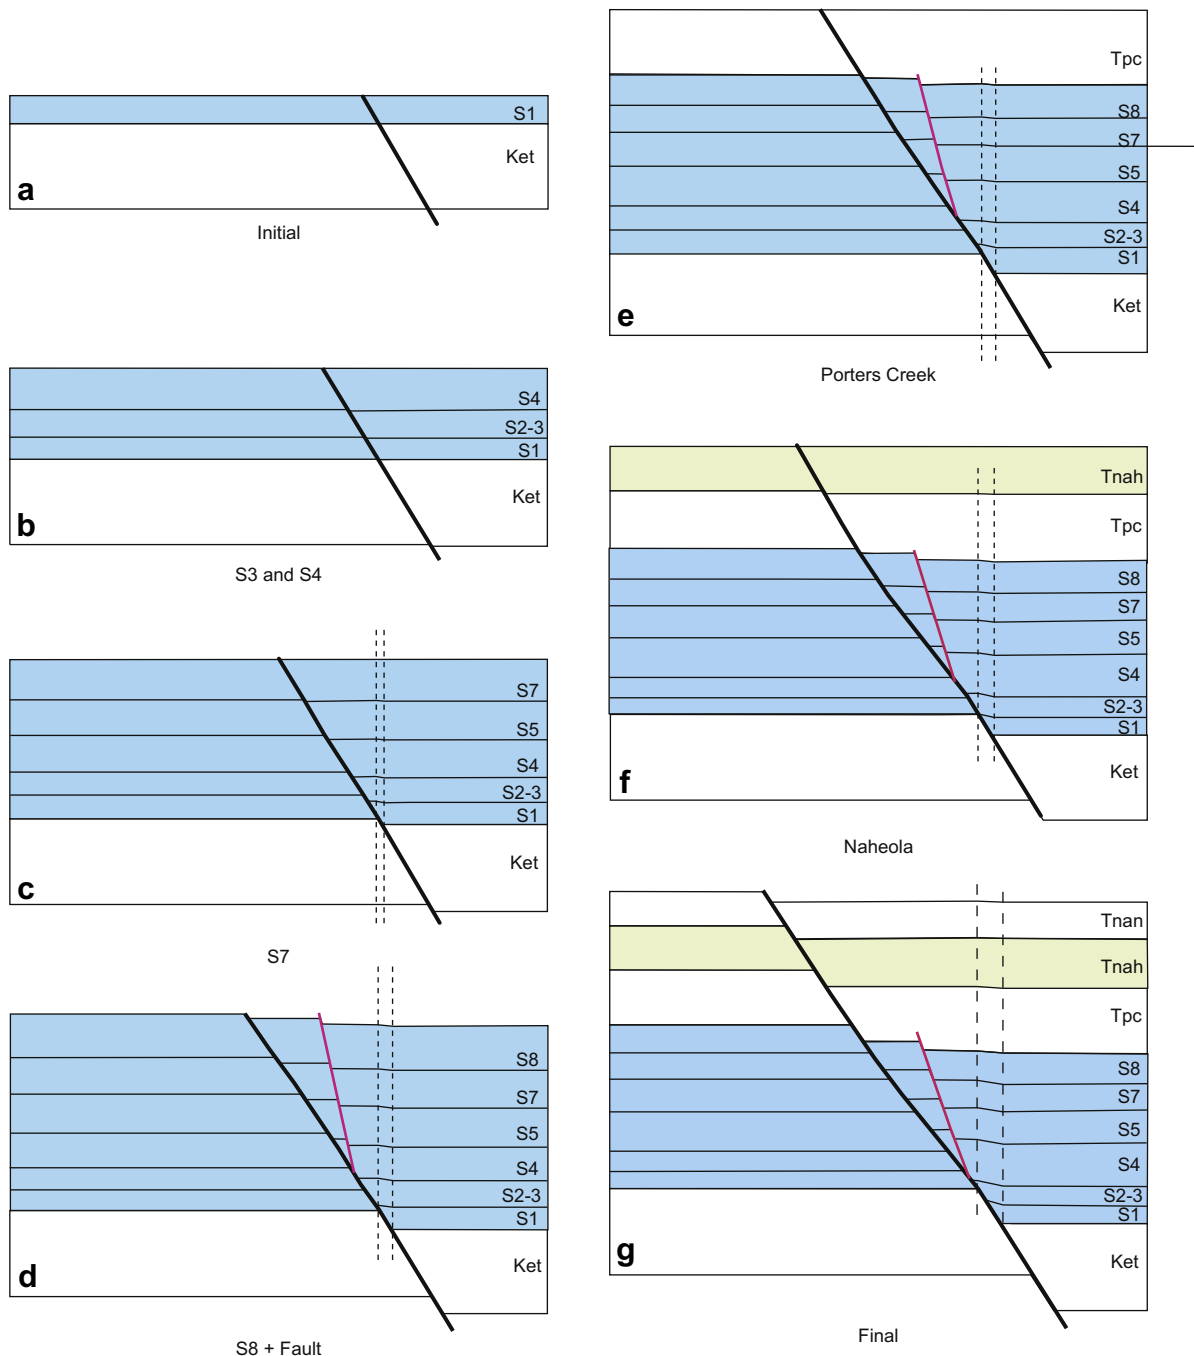 S1
Ket
a
Initial
S4
S2-3
S1
Ket
b
S3 and S4
S7
S5
S4
S2-3
S1
Ket
c
S7
S8
S7
S5
S4
S2-3
S1
Ket
d
S8 + Fault
Tpc
S8
S7
S5
S4
S2-3
S1
Ket
e
Porters Creek
Tnah
Tpc
S8
S7
S5
S4
S2-3
S1
Ket
f
Naheola
Tnan
Tnah
Tpc
S8
S7
S5
S4
S2-3
S1
Ket
g
Final